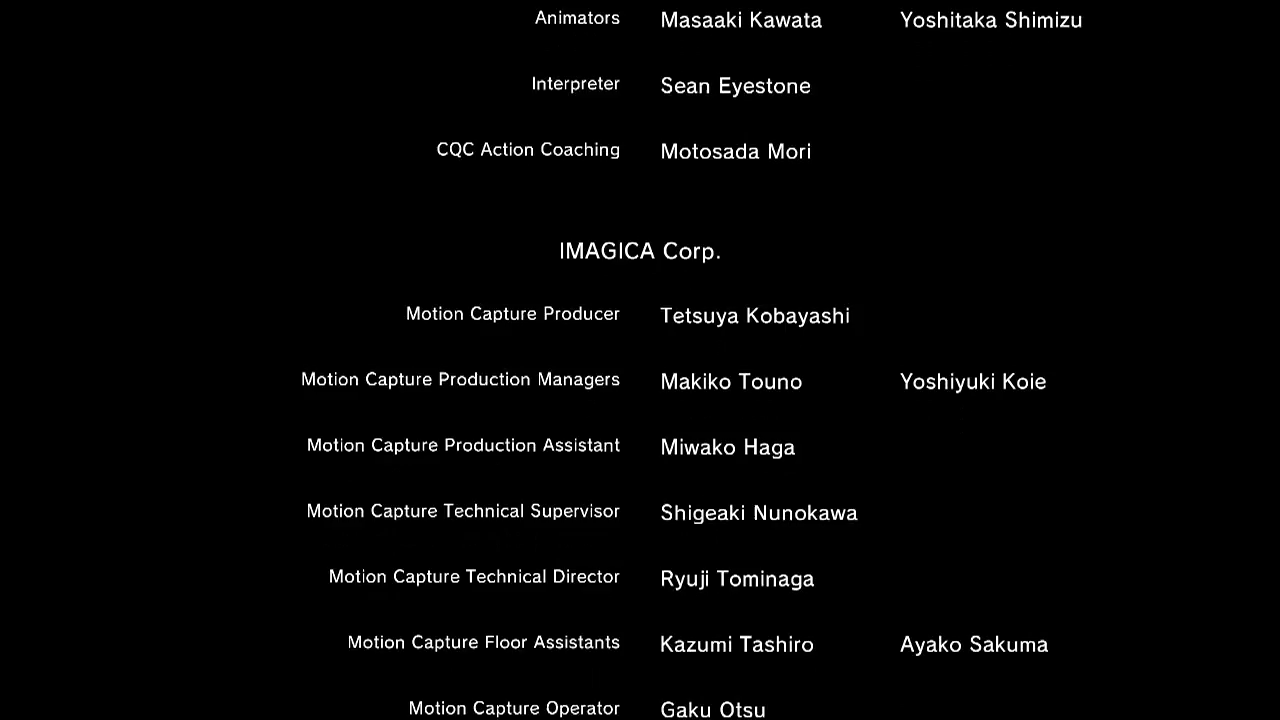 Animators Masaaki Kawata Yoshitaka Shimizu
Interpreter Sean Eyestone
CQC Action Coaching Motosada Mori
IMAGICA Corp.
Motion Capture Producer Tetsuya Kobayashi
Motion Capture Production Managers Makiko Touno Yoshiyuki Koie
Motion Capture Production Assistant Miwako Haga
Motion Capture Technical Supervisor Shigeaki Nunokawa
Motion Capture Technical Director Ryuji Tominaga
Motion Capture Floor Assistants Kazumi Tashiro Ayako Sakuma
Motion Capture Operator Gaku Otsu